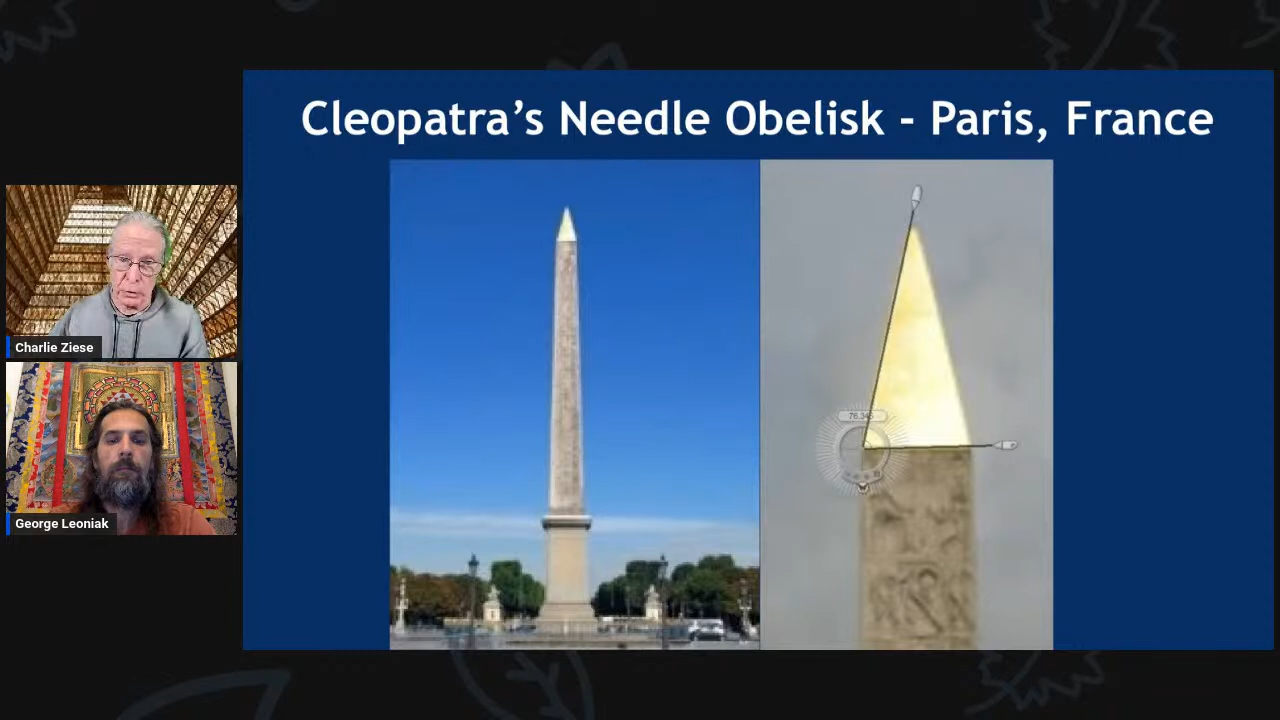 Cleopatra’s Needle Obelisk - Paris, France
Charlie Ziese
George Leoniak